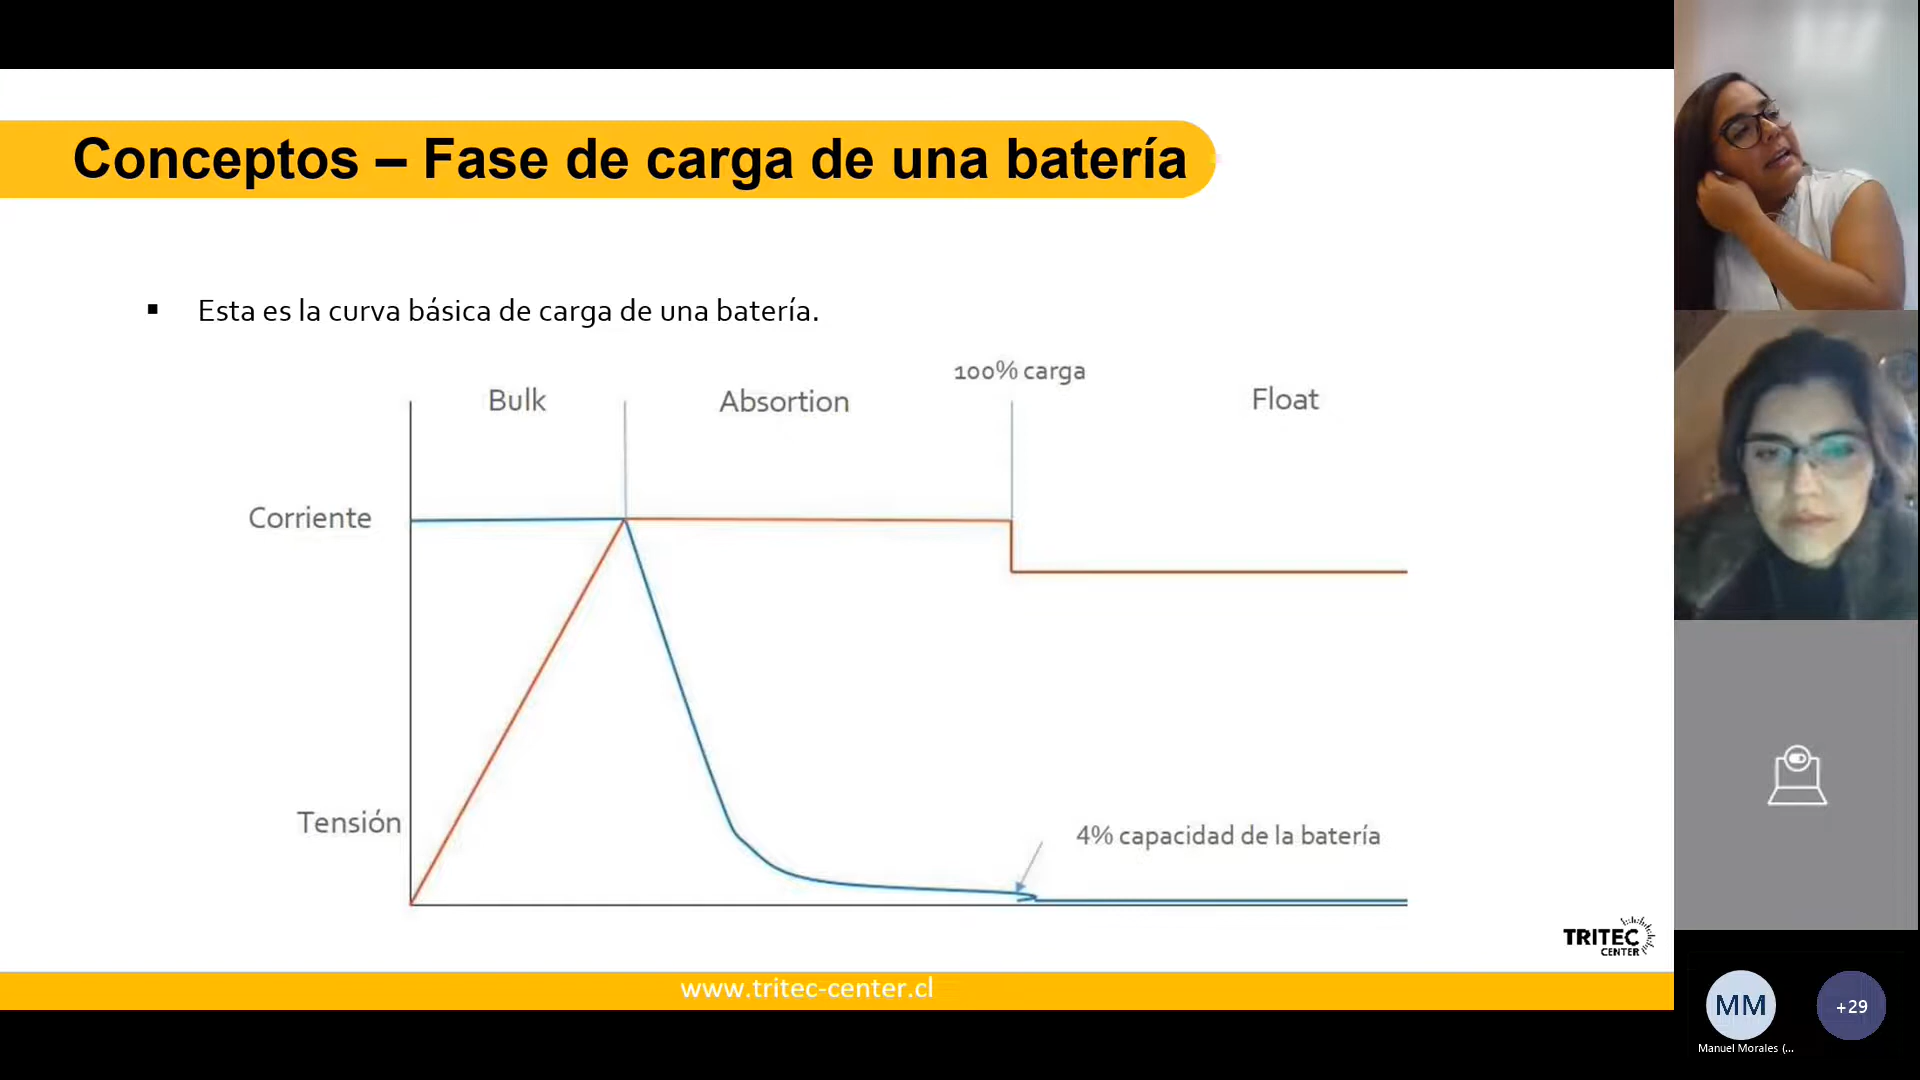 Conceptos – Fase de carga de una batería
▪ Esta es la curva básica de carga de una batería.
100% carga
Bulk
Absortion
Float
Corriente
Tensión
4% capacidad de la batería
TRITEC
CENTER
www.tritec-center.cl
MM
+29
Manuel Morales (...